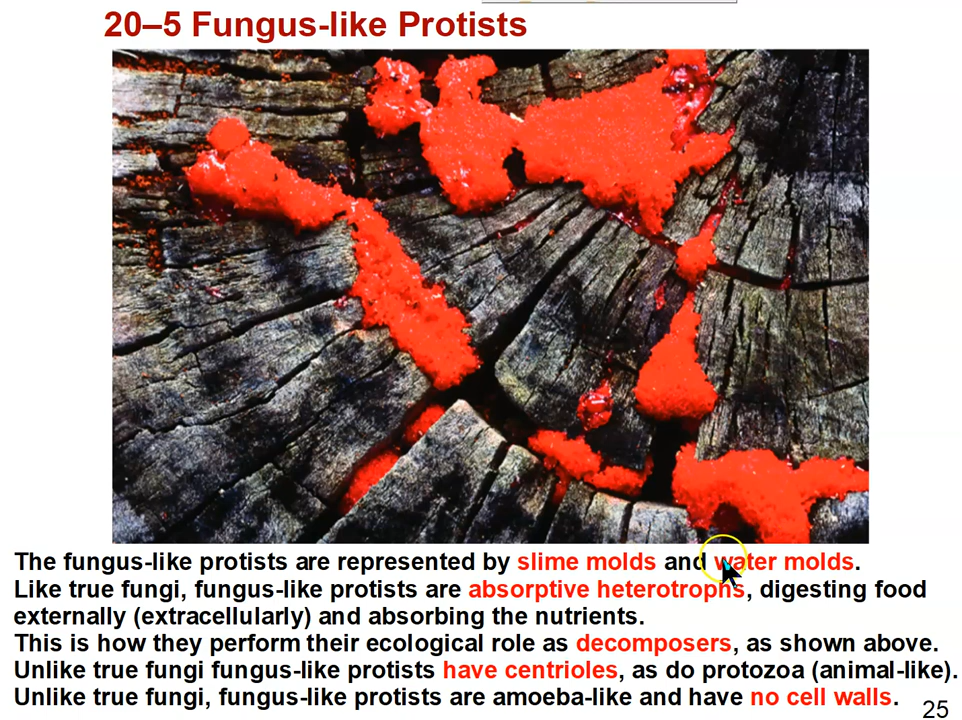 20–5 Fungus-like Protists
The fungus-like protists are represented by slime molds and water molds.
Like true fungi, fungus-like protists are absorptive heterotrophs, digesting food
externally (extracellularly) and absorbing the nutrients.
This is how they perform their ecological role as decomposers, as shown above.
Unlike true fungi fungus-like protists have centrioles, as do protozoa (animal-like).
Unlike true fungi, fungus-like protists are amoeba-like and have no cell walls.
25